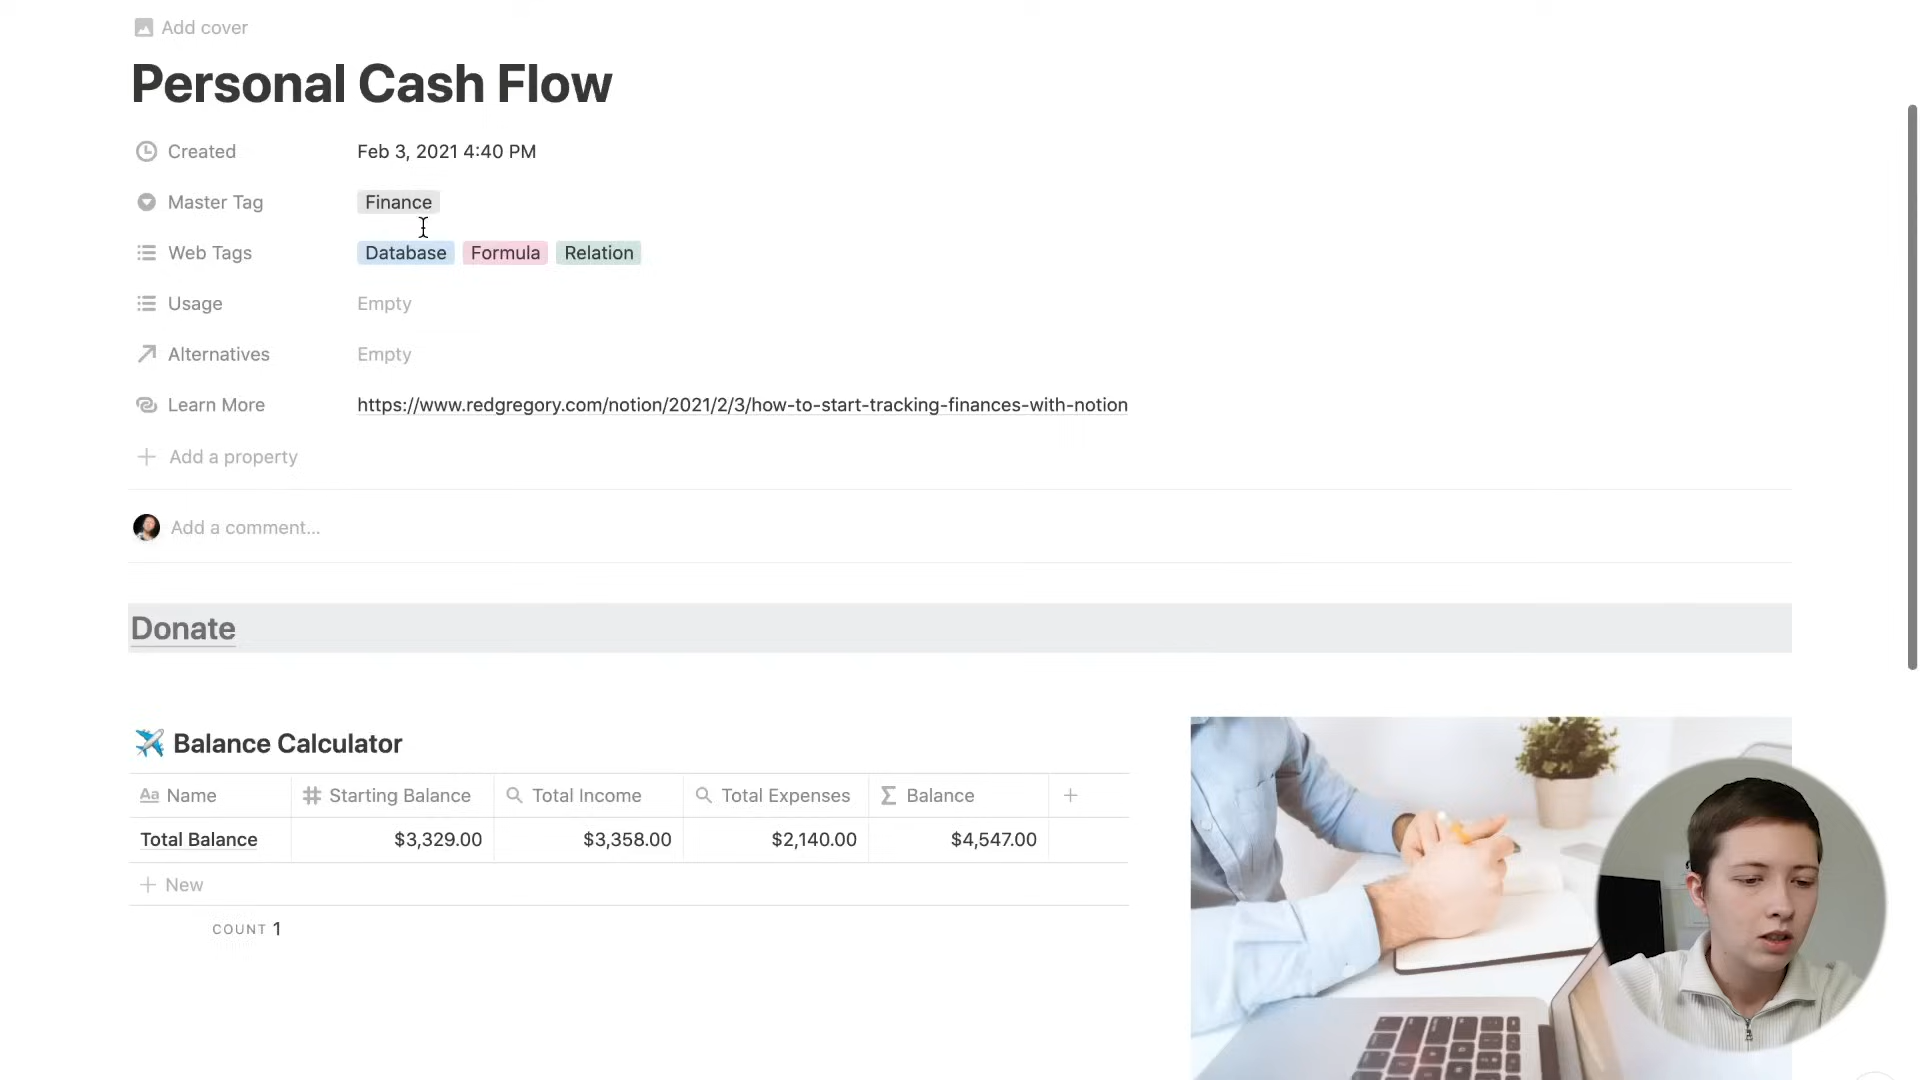 Add cover
Personal Cash Flow
Created Feb 3, 2021 4:40 PM
Master Tag Finance
Web Tags Database Formula Relation
Usage Empty
Alternatives Empty
Learn More https://www.redgregory.com/notion/2021/2/3/how-to-start-tracking-finances-with-notion
+ Add a property
Add a comment...
Donate
✈️ Balance Calculator
Aa Name # Starting Balance Total Income Total Expenses Σ Balance +
Total Balance $3,329.00 $3,358.00 $2,140.00 $4,547.00
+ New
COUNT 1